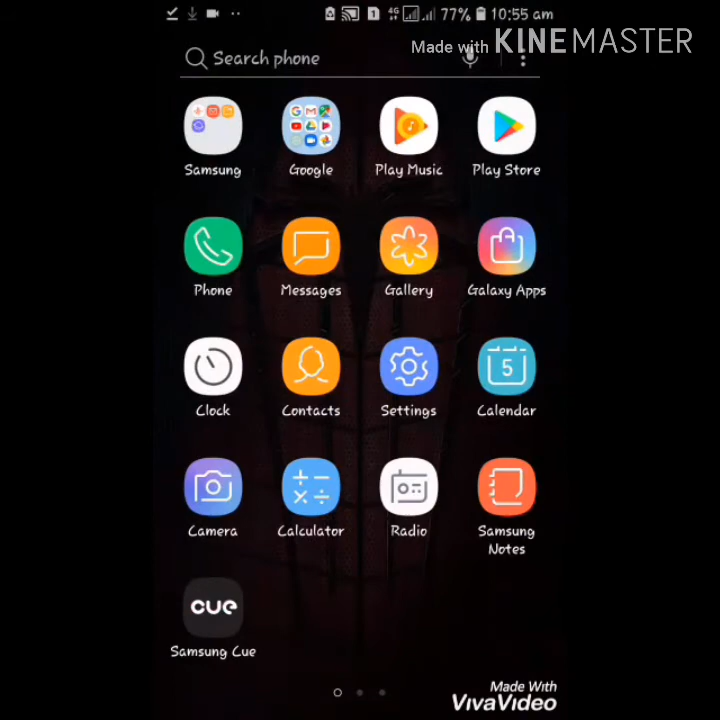 77% 10:55 am
Made with KINEMASTER
Search phone
Samsung Google Play Music Play Store
Phone Messages Gallery Galaxy Apps
5
Clock Contacts Settings Calendar
Camera Calculator Radio Samsung
Notes
cue
Samsung Cue
Made With
VivaVideo